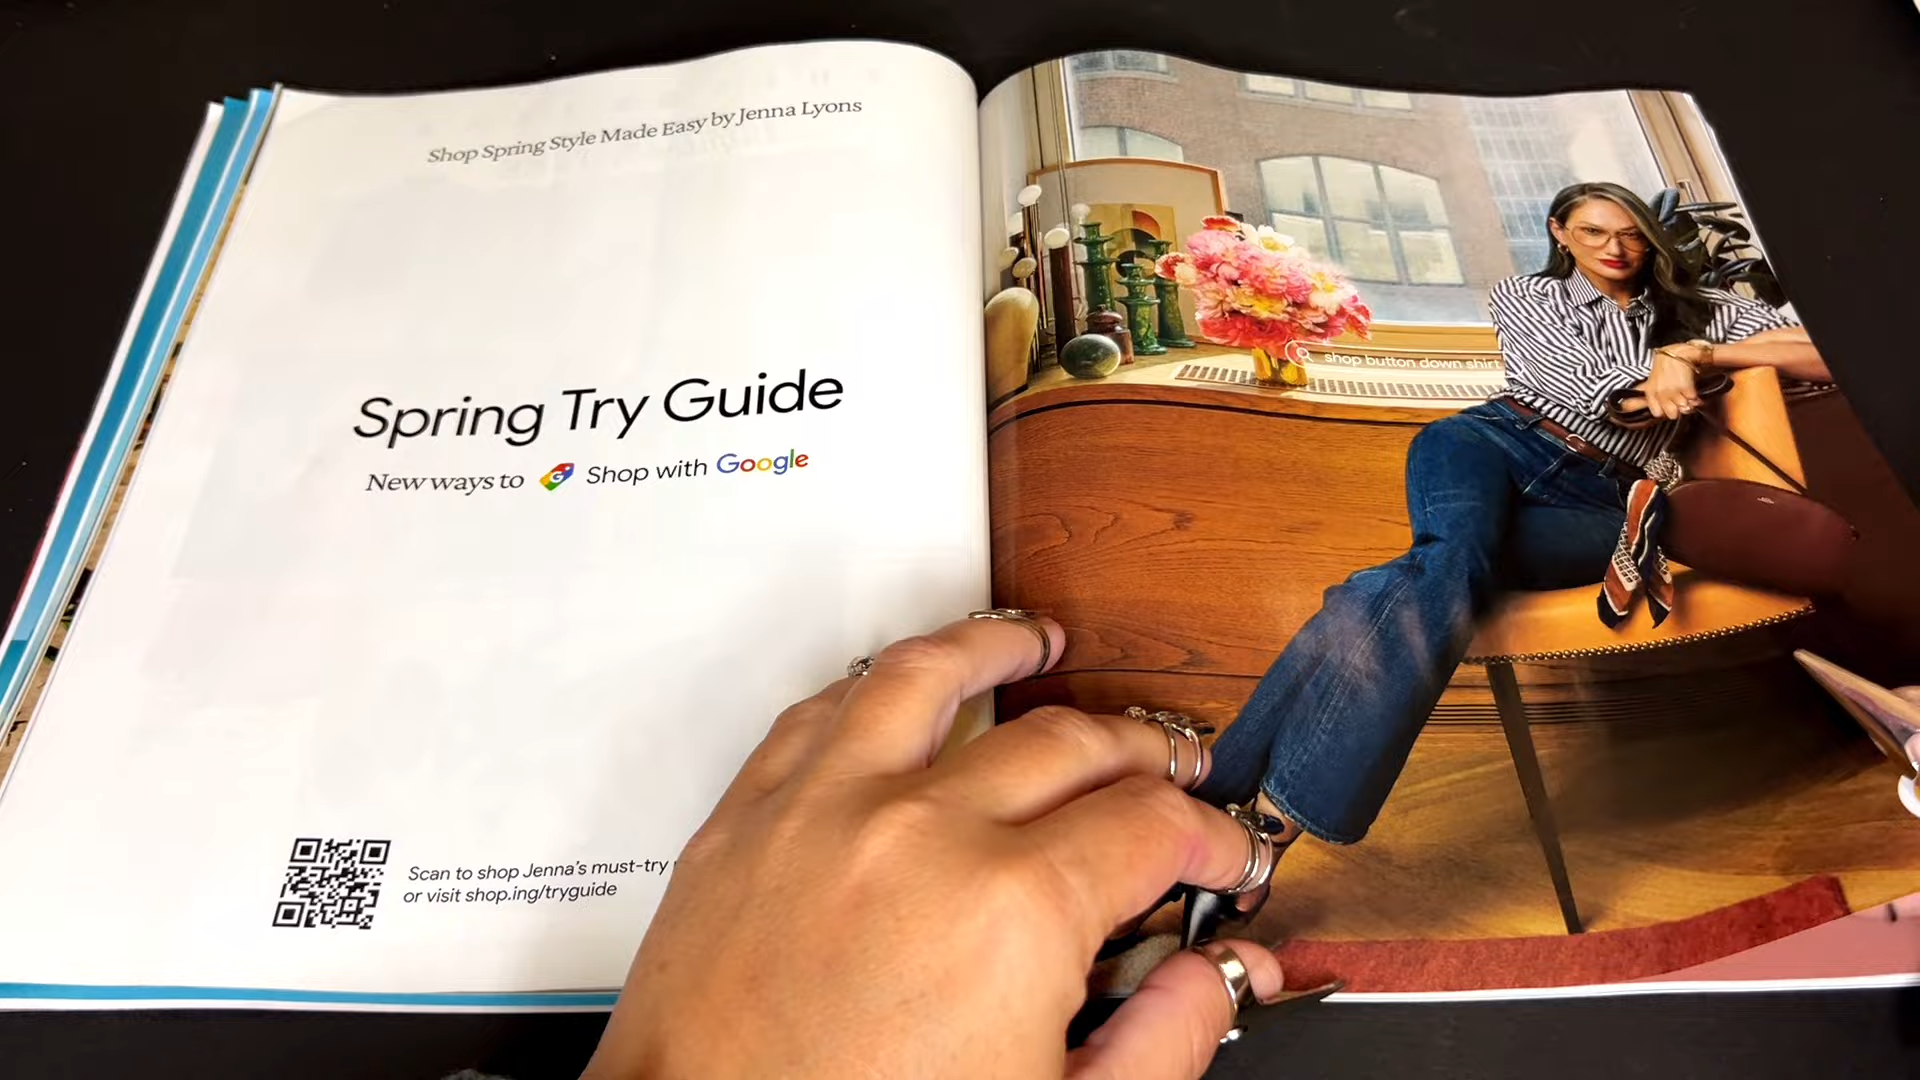 Shop Spring Style Made Easy by Jenna Lyons
Spring Try Guide
New ways to Shop with Google
Scan to shop Jenna's must-try
or visit shop.ing/tryguide
shop button down shirt